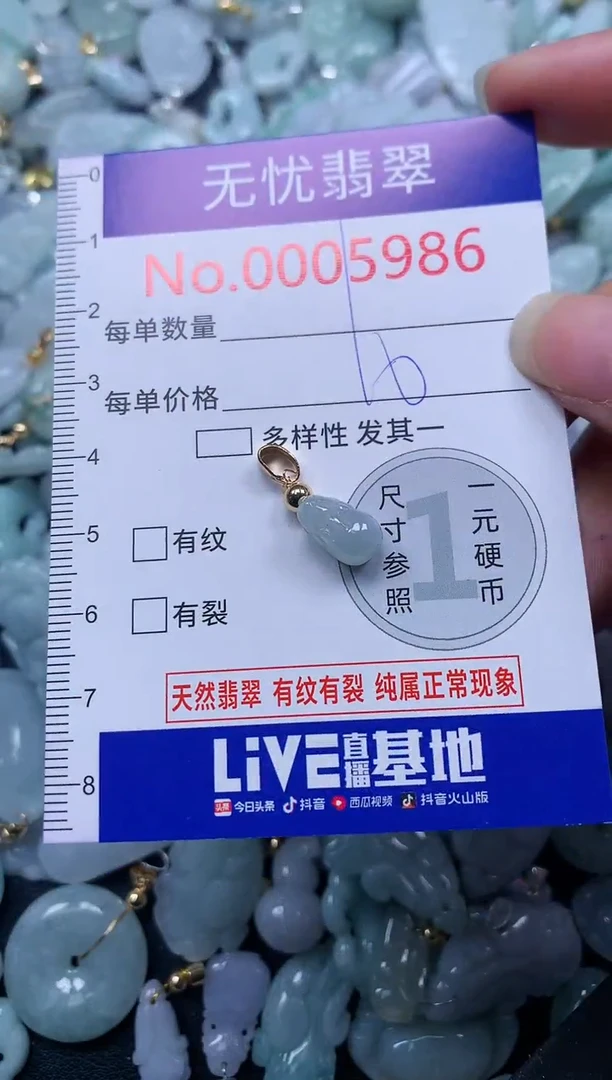 0
无忧翡翠
1
No.0005986
2
每单数量
3
每单价格
4
多样性 发其一
尺寸参照
1
一元硬币
5
有纹
6
有裂
7
天然翡翠 有纹有裂 纯属正常现象
8
LiVE直播基地
头条 今日头条 抖音 西瓜视频 抖音火山版